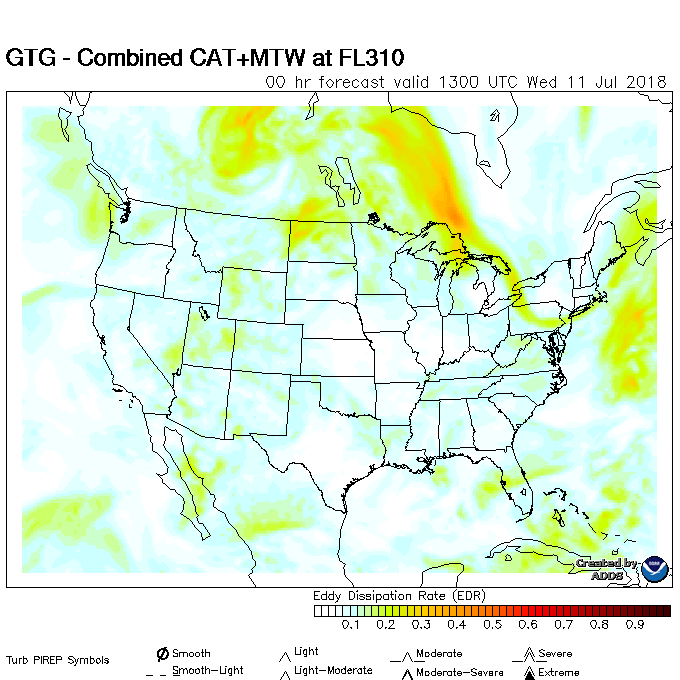 GTG - Combined CAT+MTW at FL310
00 hr forecast valid 1300 UTC Wed 11 Jul 2018
Created by
ADDS
Eddy Dissipation Rate (EDR)
0.1 0.2 0.3 0.4 0.5 0.6 0.7 0.8 0.9
Turb PIREP Symbols
Smooth Light Moderate Severe
Smooth-Light Light-Moderate Moderate-Severe Extreme